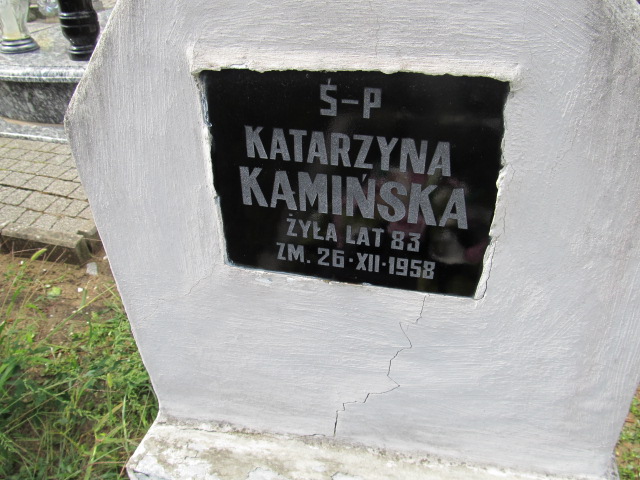 Ś-P
KATARZYNA
KAMIŃSKA
ŻYŁA LAT 83
ZM. 26·XII·1958